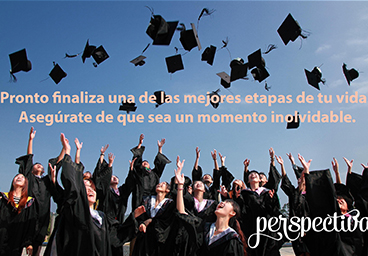 Pronto finaliza una de las mejores etapas de tu vida
Asegúrate de que sea un momento inolvidable.
perspectiva